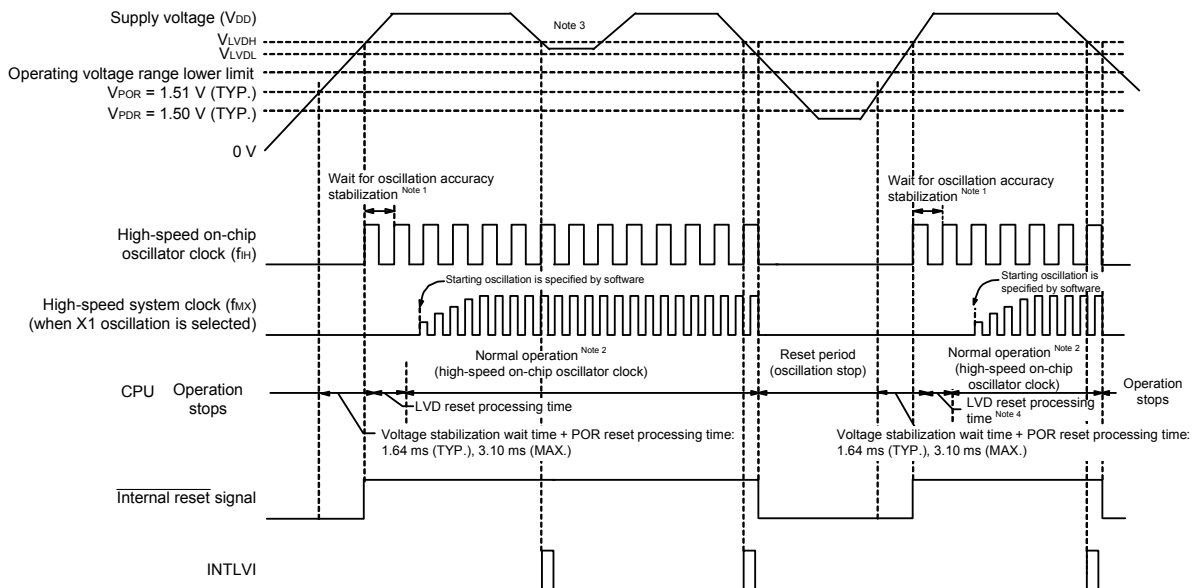 Supply voltage (VDD)
Note 3
VLVDH
VLVDL
Operating voltage range lower limit
VPOR = 1.51 V (TYP.)
VPDR = 1.50 V (TYP.)
0 V
Wait for oscillation accuracy
stabilization Note 1
Wait for oscillation accuracy
stabilization Note 1
High-speed on-chip
oscillator clock (fIH)
Starting oscillation is specified by software
Starting oscillation is
specified by software
High-speed system clock (fMX)
(when X1 oscillation is selected)
Normal operation Note 2
(high-speed on-chip oscillator clock)
Reset period
(oscillation stop)
Normal operation Note 2
(high-speed on-chip
oscillator clock)
CPU
Operation
stops
Operation
stops
LVD reset processing time
LVD reset processing
time Note 4
Voltage stabilization wait time + POR reset processing time:
1.64 ms (TYP.), 3.10 ms (MAX.)
Voltage stabilization wait time + POR reset processing time:
1.64 ms (TYP.), 3.10 ms (MAX.)
Internal reset signal
INTLVI